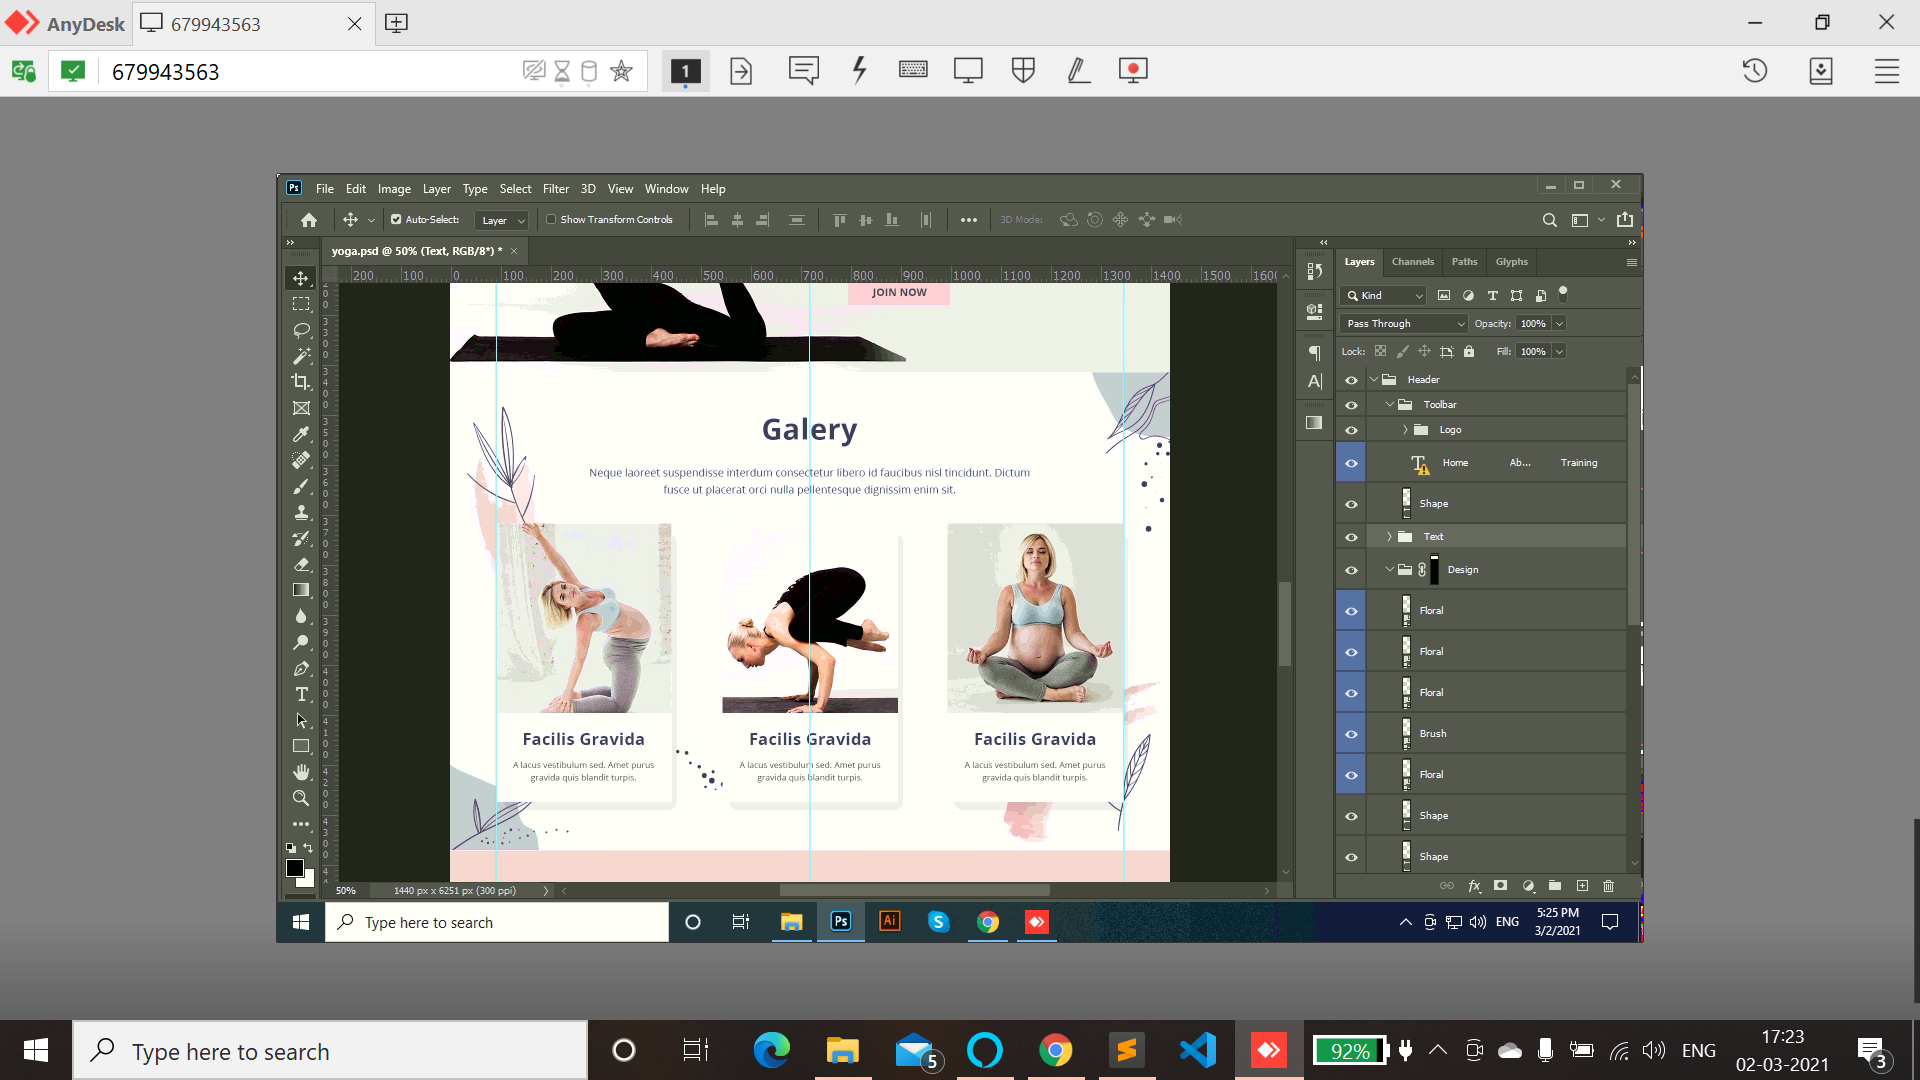 AnyDesk
679943563
679943563
1
Ps File Edit Image Layer Type Select Filter 3D View Window Help
Auto-Select: Layer Show Transform Controls 3D Mode:
yoga.psd @ 50% (Text, RGB/8*) *
200 100 0 100 200 300 400 500 600 700 800 900 1000 1100 1200 1300 1400 1500 1600
JOIN NOW
Galery
Neque laoreet suspendisse interdum consectetur libero id faucibus nisl tincidunt. Dictum
fusce ut placerat orci nulla pellentesque dignissim enim sit.
Facilis Gravida
A lacus vestibulum sed. Amet purus
gravida quis blandit turpis.
Facilis Gravida
A lacus vestibulum sed. Amet purus
gravida quis blandit turpis.
Facilis Gravida
A lacus vestibulum sed. Amet purus
gravida quis blandit turpis.
50% 1440 px x 6251 px (300 ppi)
Layers Channels Paths Glyphs
Kind
Pass Through Opacity: 100%
Lock: Fill: 100%
Header
Toolbar
Logo
Home Ab... Training
Shape
Text
Design
Floral
Floral
Floral
Brush
Floral
Shape
Shape
fx
Type here to search
Ps Ai
ENG
5:25 PM
3/2/2021
Type here to search
5
92%
ENG
17:23
02-03-2021
3